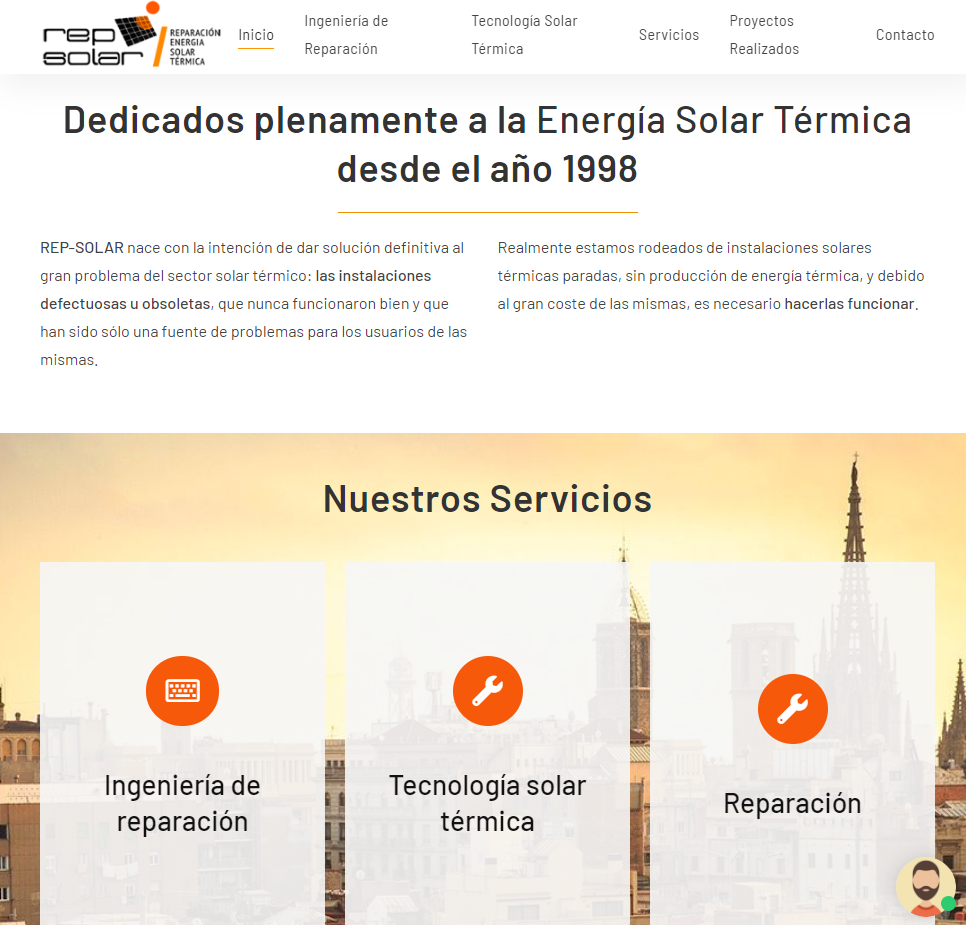 rep
solar
REPARACIÓN
ENERGIA
SOLAR
TÉRMICA
Inicio
Ingeniería de
Reparación
Tecnología Solar
Térmica
Servicios
Proyectos
Realizados
Contacto
Dedicados plenamente a la Energía Solar Térmica
desde el año 1998
REP-SOLAR nace con la intención de dar solución definitiva al
gran problema del sector solar térmico: las instalaciones
defectuosas u obsoletas, que nunca funcionaron bien y que
han sido sólo una fuente de problemas para los usuarios de las
mismas.
Realmente estamos rodeados de instalaciones solares
térmicas paradas, sin producción de energía térmica, y debido
al gran coste de las mismas, es necesario hacerlas funcionar.
Nuestros Servicios
Ingeniería de
reparación
Tecnología solar
térmica
Reparación